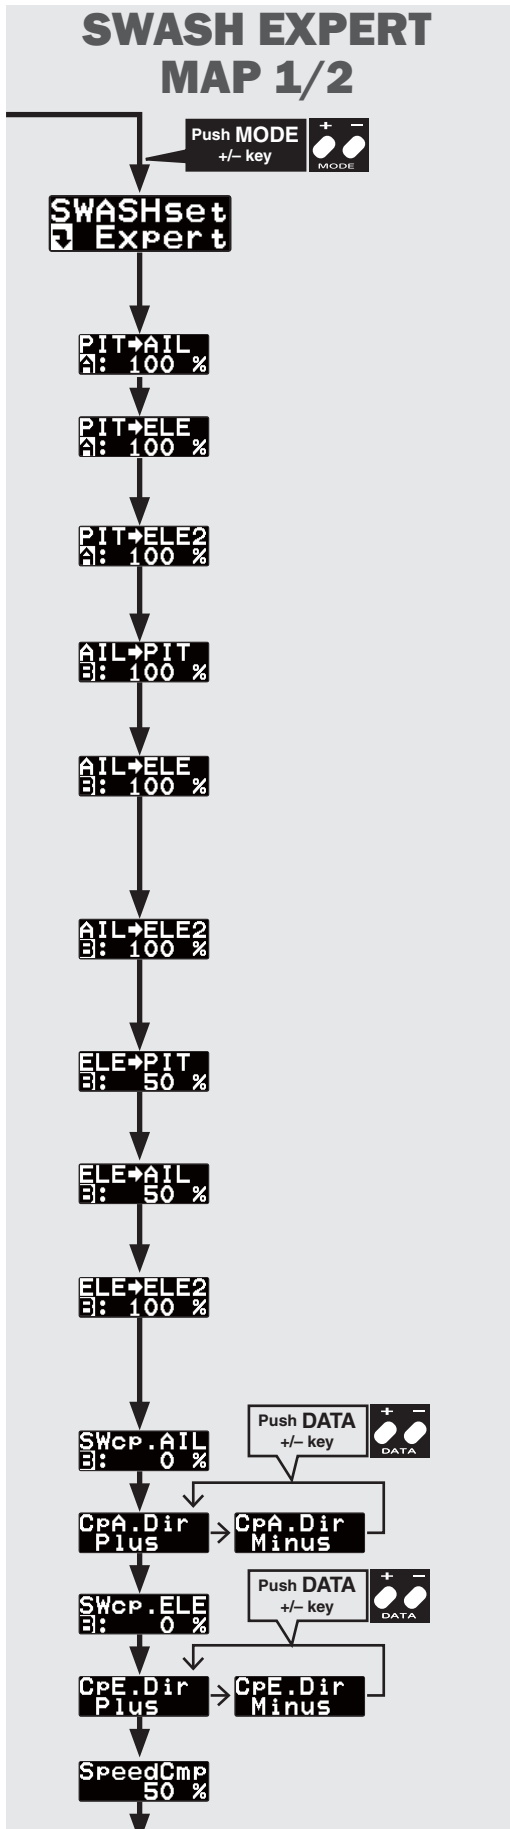 SWASH EXPERT
MAP 1/2
Push MODE
+/– key
+ –
MODE
SWASHset
Expert
PIT➡AIL
A: 100 %
PIT➡ELE
A: 100 %
PIT➡ELE2
A: 100 %
AIL➡PIT
B: 100 %
AIL➡ELE
B: 100 %
AIL➡ELE2
B: 100 %
ELE➡PIT
B: 50 %
ELE➡AIL
B: 50 %
ELE➡ELE2
B: 100 %
Push DATA
+/– key
+ –
DATA
SWcp.AIL
B: 0 %
CpA.Dir
Plus
CpA.Dir
Minus
Push DATA
+/– key
+ –
DATA
SWcp.ELE
B: 0 %
CpE.Dir
Plus
CpE.Dir
Minus
SpeedCmp
50 %